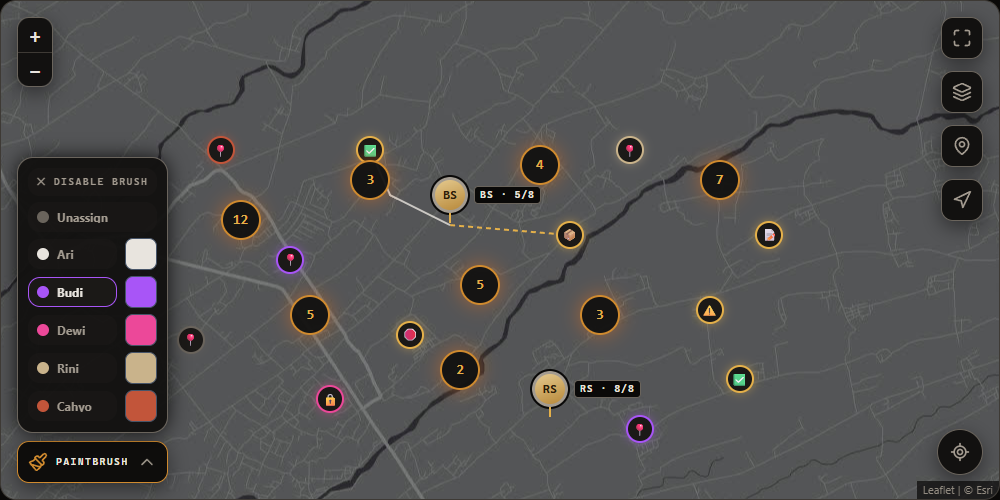 +
−
4
3
7
BS
BS · 5/8
12
DISABLE BRUSH
Unassign
Ari
Budi
Dewi
Rini
Cahyo
5
5
3
2
RS
RS · 8/8
PAINTBRUSH
Leaflet | © Esri